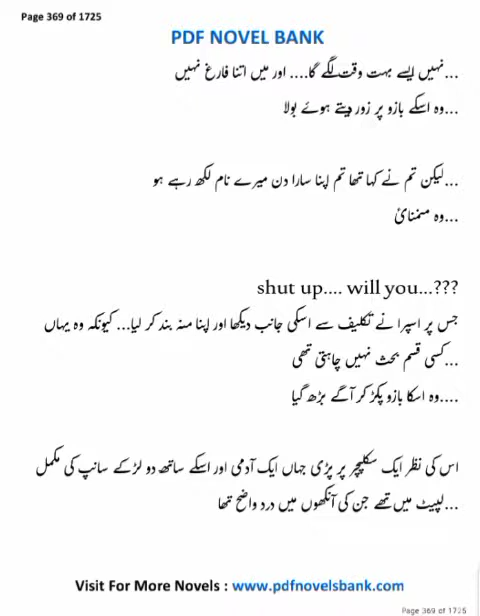 Page 369 of 1725
PDF NOVEL BANK
نہیں ایسے بہت وقت لگے گا.... اور میں اتنا فارغ نہیں...
وہ اسکے بازو پر زور دیتے ہوئے بولا...
لیکن تم نے کہا تھا تم اپنا سارا دن میرے نام لکھ رہے ہو...
وہ منمنائ...
shut up.... will you...???
جس پر اسپرا نے تکلیف سے اسکی جانب دیکھا اور اپنا منہ بند کر لیا... کیونکہ وہ یہاں
کسی قسم بحث نہیں چاہتی تھی...
وہ اسکا بازو پکڑ کر آگے بڑھ گیا....
اس کی نظر ایک سکلپچر پر پڑی جہاں ایک آدمی اور اسکے ساتھ دو لڑکے سانپ کی مکمل
لپیٹ میں تھے جن کی آنکھوں میں درد واضح تھا...
Visit For More Novels : www.pdfnovelsbank.com
Page 369 of 1725